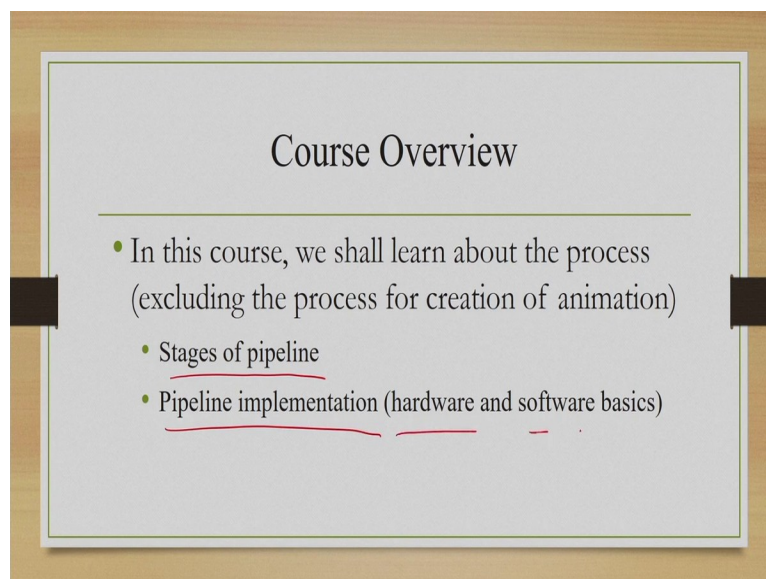 Course Overview
• In this course, we shall learn about the process
(excluding the process for creation of animation)
• Stages of pipeline
• Pipeline implementation (hardware and software basics)